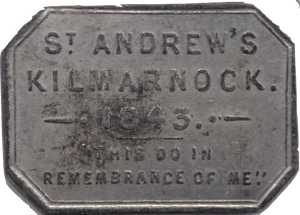 ST ANDREW'S
KILMARNOCK.
1843.
"THIS DO IN
REMEMBRANCE OF ME."